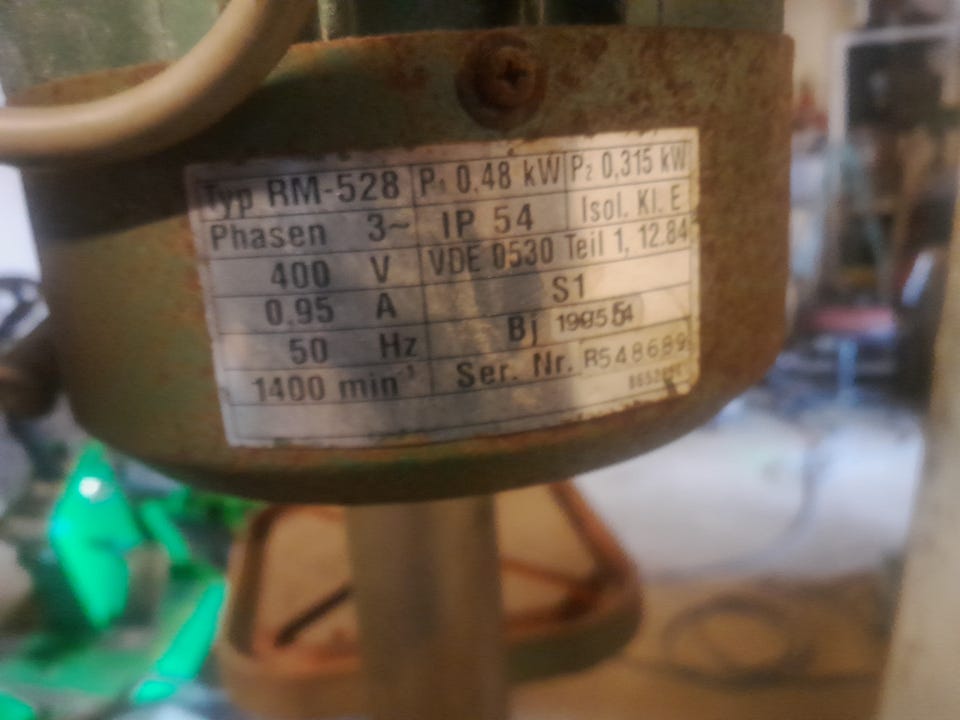 Typ RM-528 P₁ 0,48 kW P₂ 0,315 kW
Phasen 3~ IP 54 Isol. Kl. E
400 V VDE 0530 Teil 1, 12.84
0.95 A S1
50 Hz Bj
1400 min⁻¹ Ser. Nr. R548689